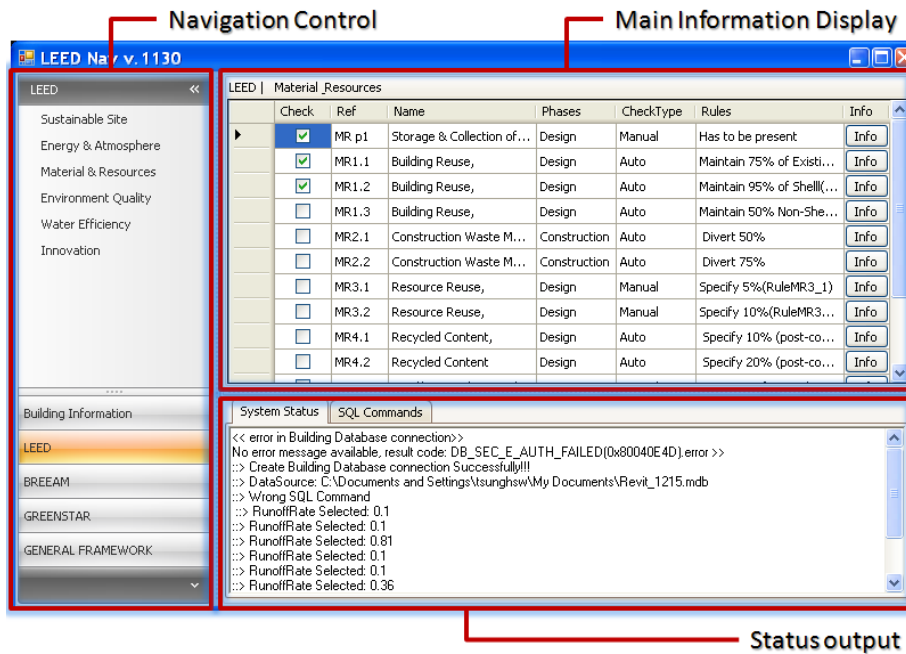 Navigation Control
Main Information Display
LEED Nav v. 1130
LEED
Sustainable Site
Energy & Atmosphere
Material & Resources
Environment Quality
Water Efficiency
Innovation
Building Information
LEED
BREEAM
GREENSTAR
GENERAL FRAMEWORK
LEED | Material_Resources
Check Ref Name Phases CheckType Rules Info
MR p1 Storage & Collection of... Design Manual Has to be present Info
MR1.1 Building Reuse, Design Auto Maintain 75% of Existi... Info
MR1.2 Building Reuse, Design Auto Maintain 95% of Shelll(... Info
MR1.3 Building Reuse, Design Auto Maintain 50% Non-She... Info
MR2.1 Construction Waste M... Construction Auto Divert 50% Info
MR2.2 Construction Waste M... Construction Auto Divert 75% Info
MR3.1 Resource Reuse, Design Manual Specify 5%(RuleMR3_1) Info
MR3.2 Resource Reuse, Design Manual Specify 10%(RuleMR3... Info
MR4.1 Recycled Content, Design Auto Specify 10% (post-co... Info
MR4.2 Recycled Content Design Auto Specify 20% (post-co... Info
System Status SQL Commands
<< error in Building Database connection>>
No error message available, result code: DB_SEC_E_AUTH_FAILED(0x80040E4D).error >>
::> Create Building Database connection Successfully!!!
::> DataSource: C:\Documents and Settings\tsunghsw\My Documents\Revit_1215.mdb
::> Wrong SQL Command
::> RunoffRate Selected: 0.1
::> RunoffRate Selected: 0.1
::> RunoffRate Selected: 0.81
::> RunoffRate Selected: 0.1
::> RunoffRate Selected: 0.1
::> RunoffRate Selected: 0.36
Status output